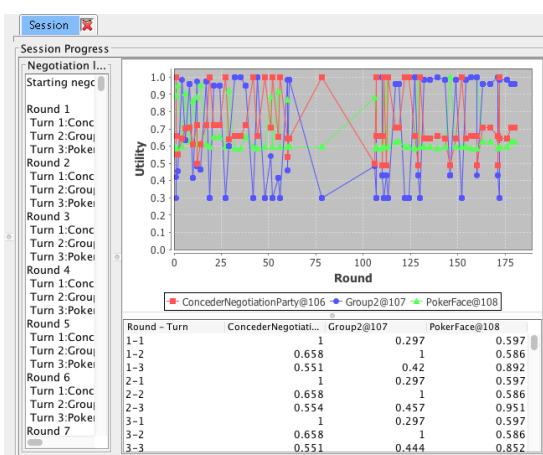 Session
Session Progress
Negotiation l...
Starting negc
Round 1
Turn 1:Conc
Turn 2:Grou
Turn 3:Poker
Round 2
Turn 1:Conc
Turn 2:Grou
Turn 3:Poker
Round 3
Turn 1:Conc
Turn 2:Grou
Turn 3:Poker
Round 4
Turn 1:Conc
Turn 2:Grou
Turn 3:Poker
Round 5
Turn 1:Conc
Turn 2:Grou
Turn 3:Poker
Round 6
Turn 1:Conc
Turn 2:Grou
Turn 3:Poker
Round 7
Utility
1.0
0.9
0.8
0.7
0.6
0.5
0.4
0.3
0.2
0.1
0.0
0 25 50 75 100 125 150 175
Round
ConcederNegotiationParty@106 Group2@107 PokerFace@108
Round - Turn ConcederNegotiati... Group2@107 PokerFace@108
1-1 1 0.297 0.597
1-2 0.658 1 0.586
1-3 0.551 0.42 0.892
2-1 1 0.297 0.597
2-2 0.658 1 0.586
2-3 0.554 0.457 0.951
3-1 1 0.297 0.597
3-2 0.658 1 0.586
3-3 0.551 0.444 0.852